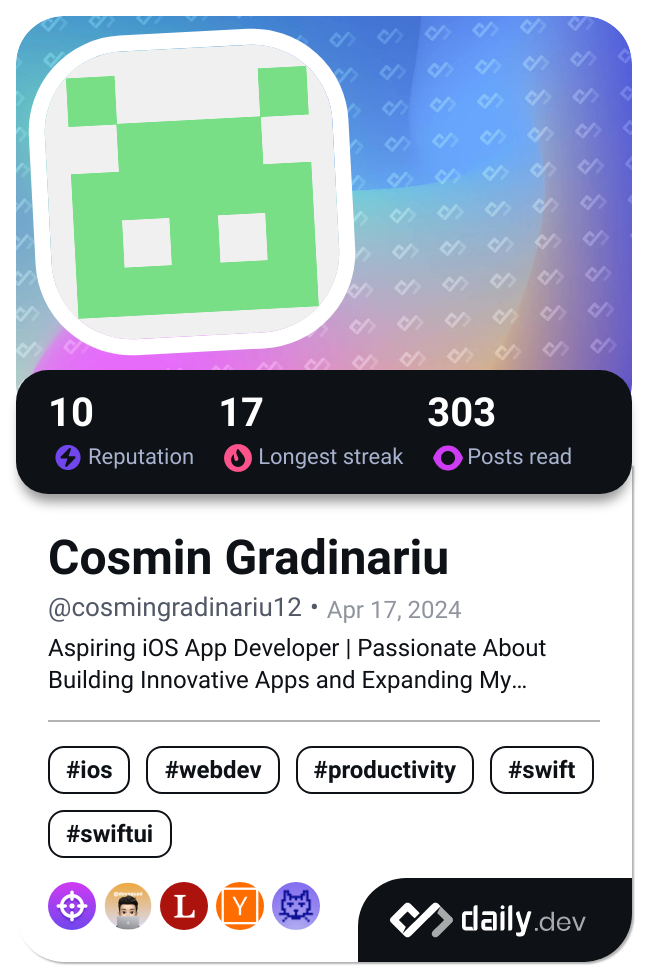 10 17 303
Reputation Longest streak Posts read
Cosmin Gradinariu
@cosmingradinariu12 • Apr 17, 2024
Aspiring iOS App Developer | Passionate About
Building Innovative Apps and Expanding My…
#ios #webdev #productivity #swift
#swiftui
L Y
daily.dev